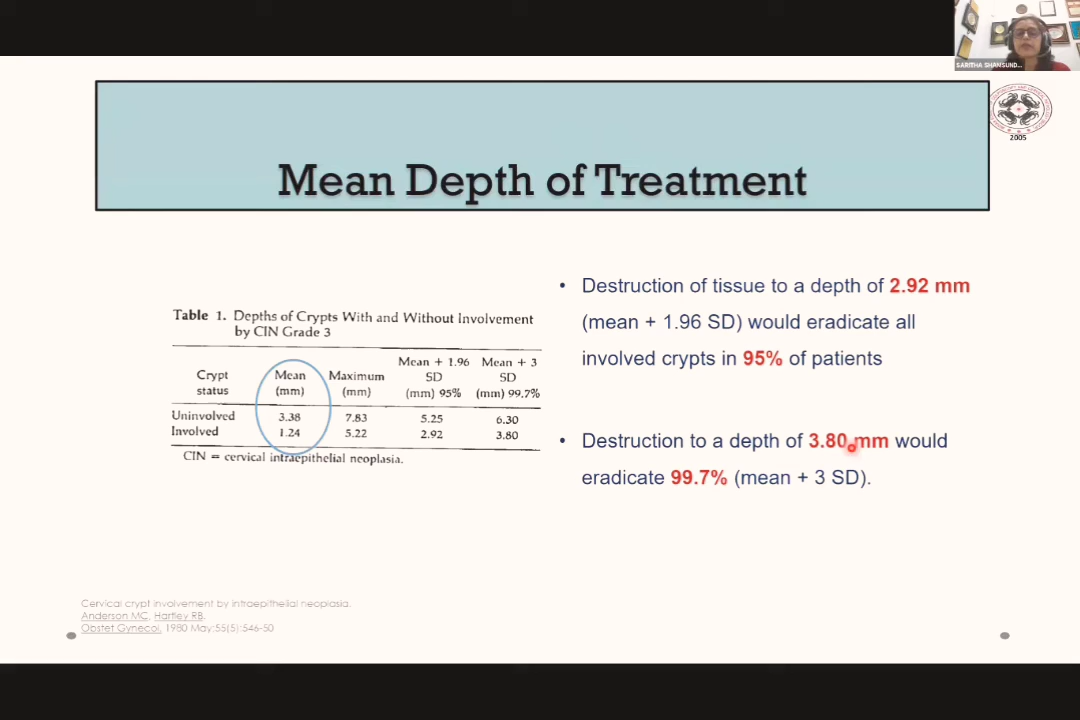 SARITHA SHAMSUND...
2005
Mean Depth of Treatment
Table 1. Depths of Crypts With and Without Involvement
by CIN Grade 3
Crypt status Mean (mm) Maximum (mm) Mean + 1.96 SD (mm) 95% Mean + 3 SD (mm) 99.7%
Uninvolved 3.38 7.83 5.25 6.30
Involved 1.24 5.22 2.92 3.80
CIN = cervical intraepithelial neoplasia.
• Destruction of tissue to a depth of 2.92 mm
(mean + 1.96 SD) would eradicate all
involved crypts in 95% of patients
• Destruction to a depth of 3.80 mm would
eradicate 99.7% (mean + 3 SD).
Cervical crypt involvement by intraepithelial neoplasia.
Anderson MC, Hartley RB.
Obstet Gynecol. 1980 May;55(5):546-50